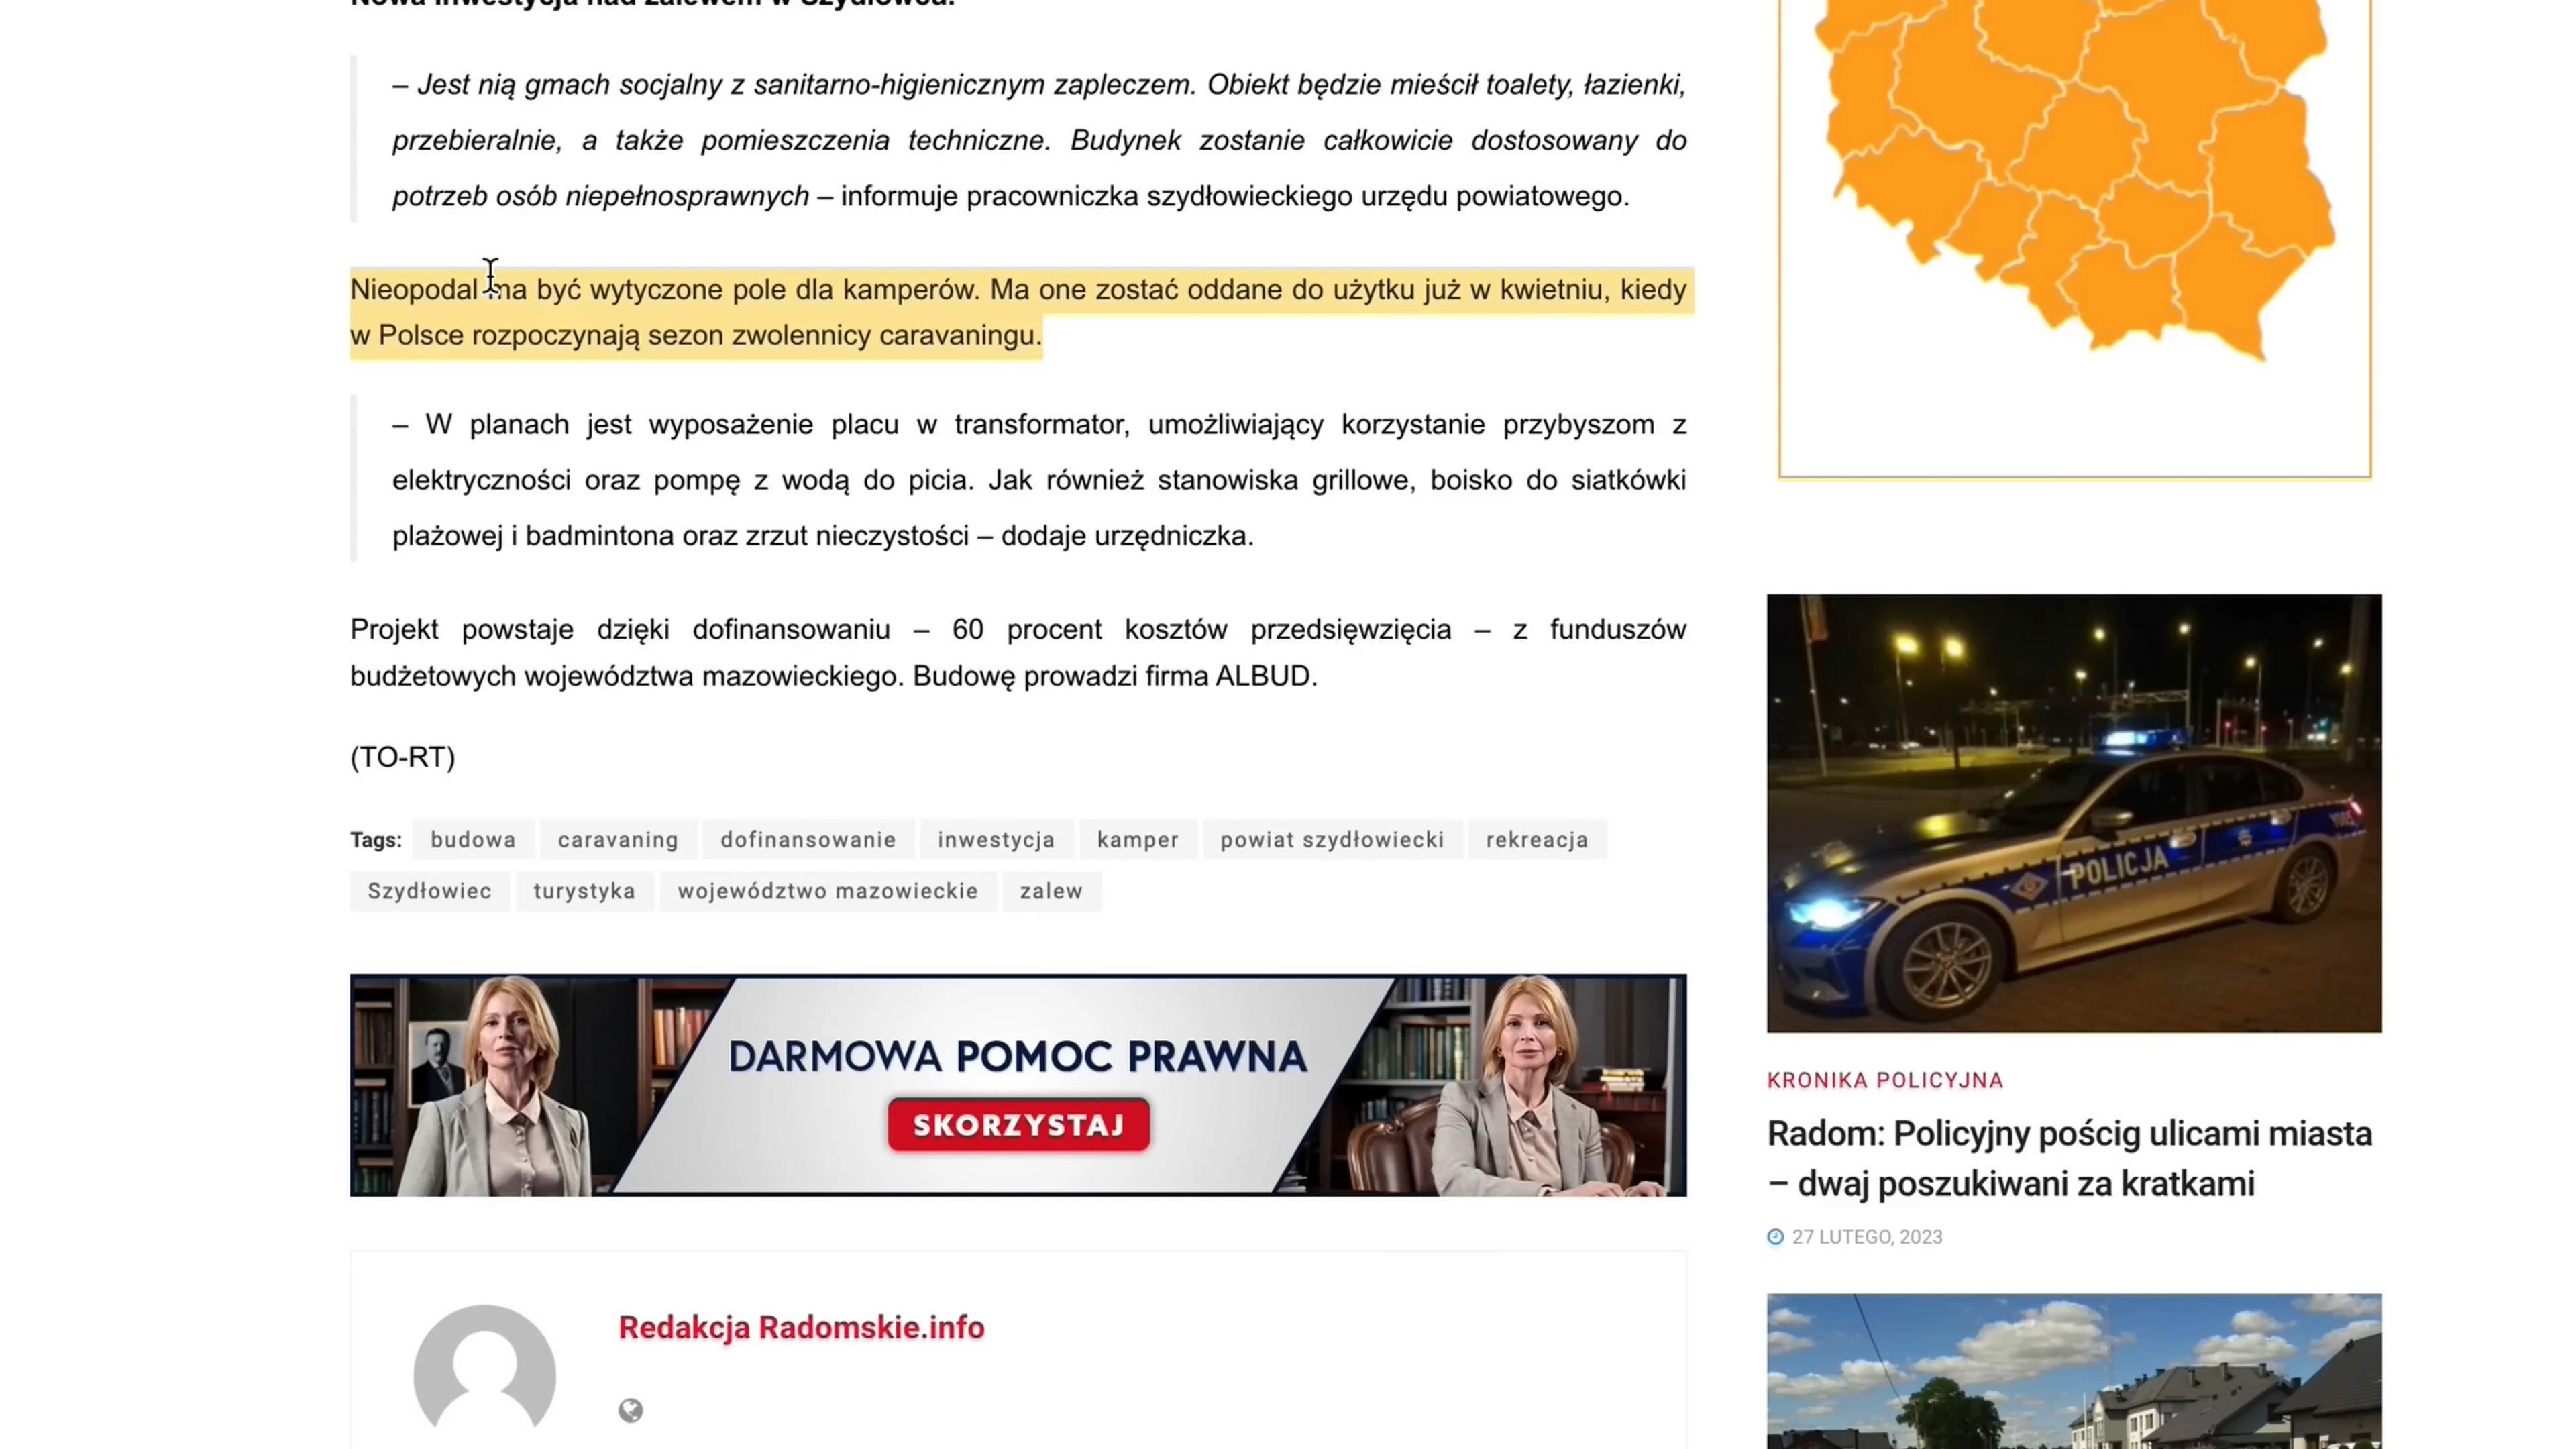 Nowa inwestycja nad zalewem w Szydłowcu.
– Jest nią gmach socjalny z sanitarno-higienicznym zapleczem. Obiekt będzie mieścił toalety, łazienki,
przebieralnie, a także pomieszczenia techniczne. Budynek zostanie całkowicie dostosowany do
potrzeb osób niepełnosprawnych – informuje pracowniczka szydłowieckiego urzędu powiatowego.
Nieopodal ma być wytyczone pole dla kamperów. Ma one zostać oddane do użytku już w kwietniu, kiedy
w Polsce rozpoczynają sezon zwolennicy caravaningu.
– W planach jest wyposażenie placu w transformator, umożliwiający korzystanie przybyszom z
elektryczności oraz pompę z wodą do picia. Jak również stanowiska grillowe, boisko do siatkówki
plażowej i badmintona oraz zrzut nieczystości – dodaje urzędniczka.
Projekt powstaje dzięki dofinansowaniu – 60 procent kosztów przedsięwzięcia – z funduszów
budżetowych województwa mazowieckiego. Budowę prowadzi firma ALBUD.
(TO-RT)
Tags: budowa caravaning dofinansowanie inwestycja kamper powiat szydłowiecki rekreacja
Szydłowiec turystyka województwo mazowieckie zalew
DARMOWA POMOC PRAWNA
SKORZYSTAJ
Redakcja Radomskie.info
POLICJA
KRONIKA POLICYJNA
Radom: Policyjny pościg ulicami miasta
– dwaj poszukiwani za kratkami
27 LUTEGO, 2023